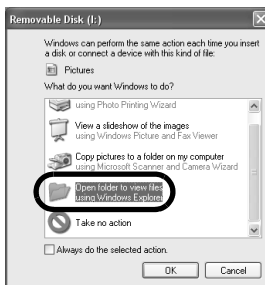 Removable Disk (I:)
Windows can perform the same action each time you insert
a disk or connect a device with this kind of file:
Pictures
What do you want Windows to do?
using Photo Printing Wizard
View a slideshow of the images
using Windows Picture and Fax Viewer
Copy pictures to a folder on my computer
using Microsoft Scanner and Camera Wizard
Open folder to view files
using Windows Explorer
Take no action
Always do the selected action.
OK
Cancel